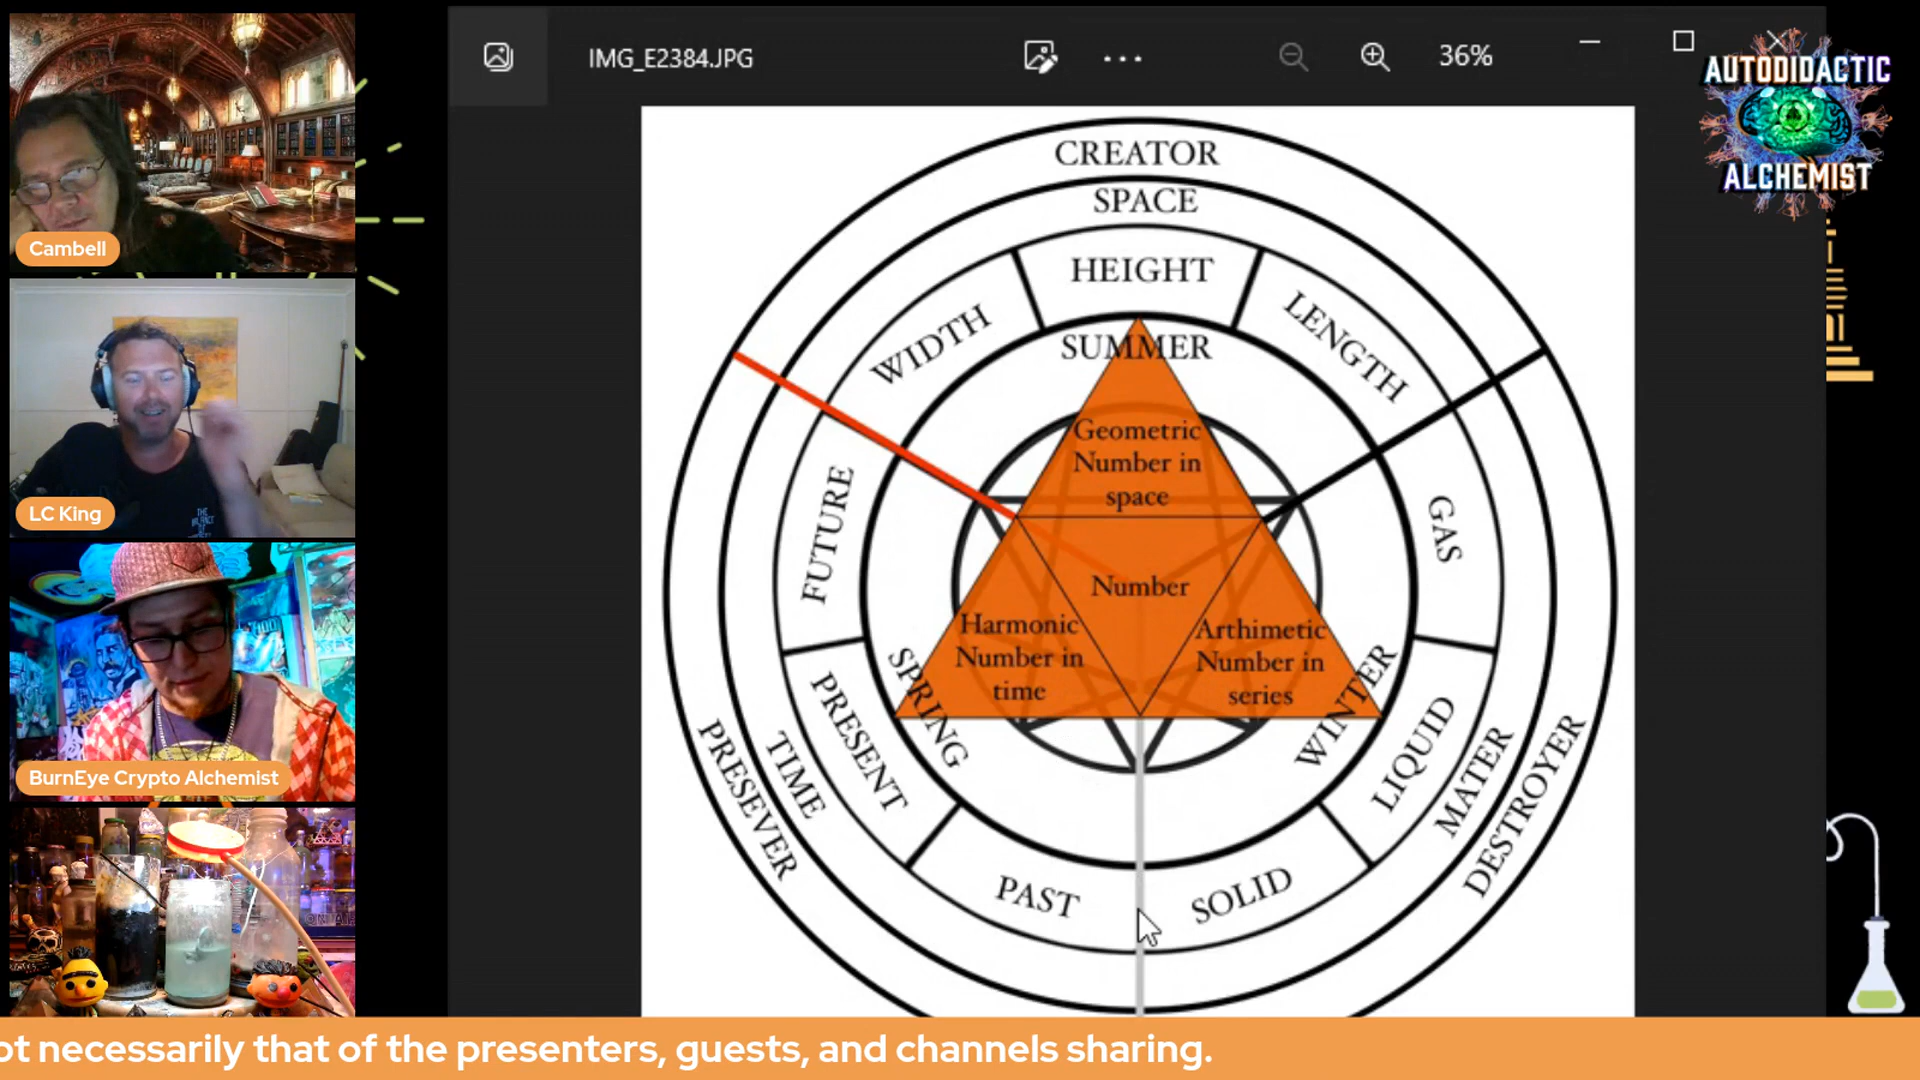 IMG_E2384.JPG
36%
AUTODIDACTIC
ALCHEMIST
Cambell
LC King
BurnEye Crypto Alchemist
CREATOR
SPACE
HEIGHT
WIDTH
LENGTH
SUMMER
Geometric
Number in
space
FUTURE
GAS
Number
Harmonic
Number in
time
Arthimetic
Number in
series
SPRING
WINTER
PRESENT
LIQUID
TIME
MATER
PRESEVER
DESTROYER
PAST
SOLID
THE
ot necessarily that of the presenters, guests, and channels sharing.